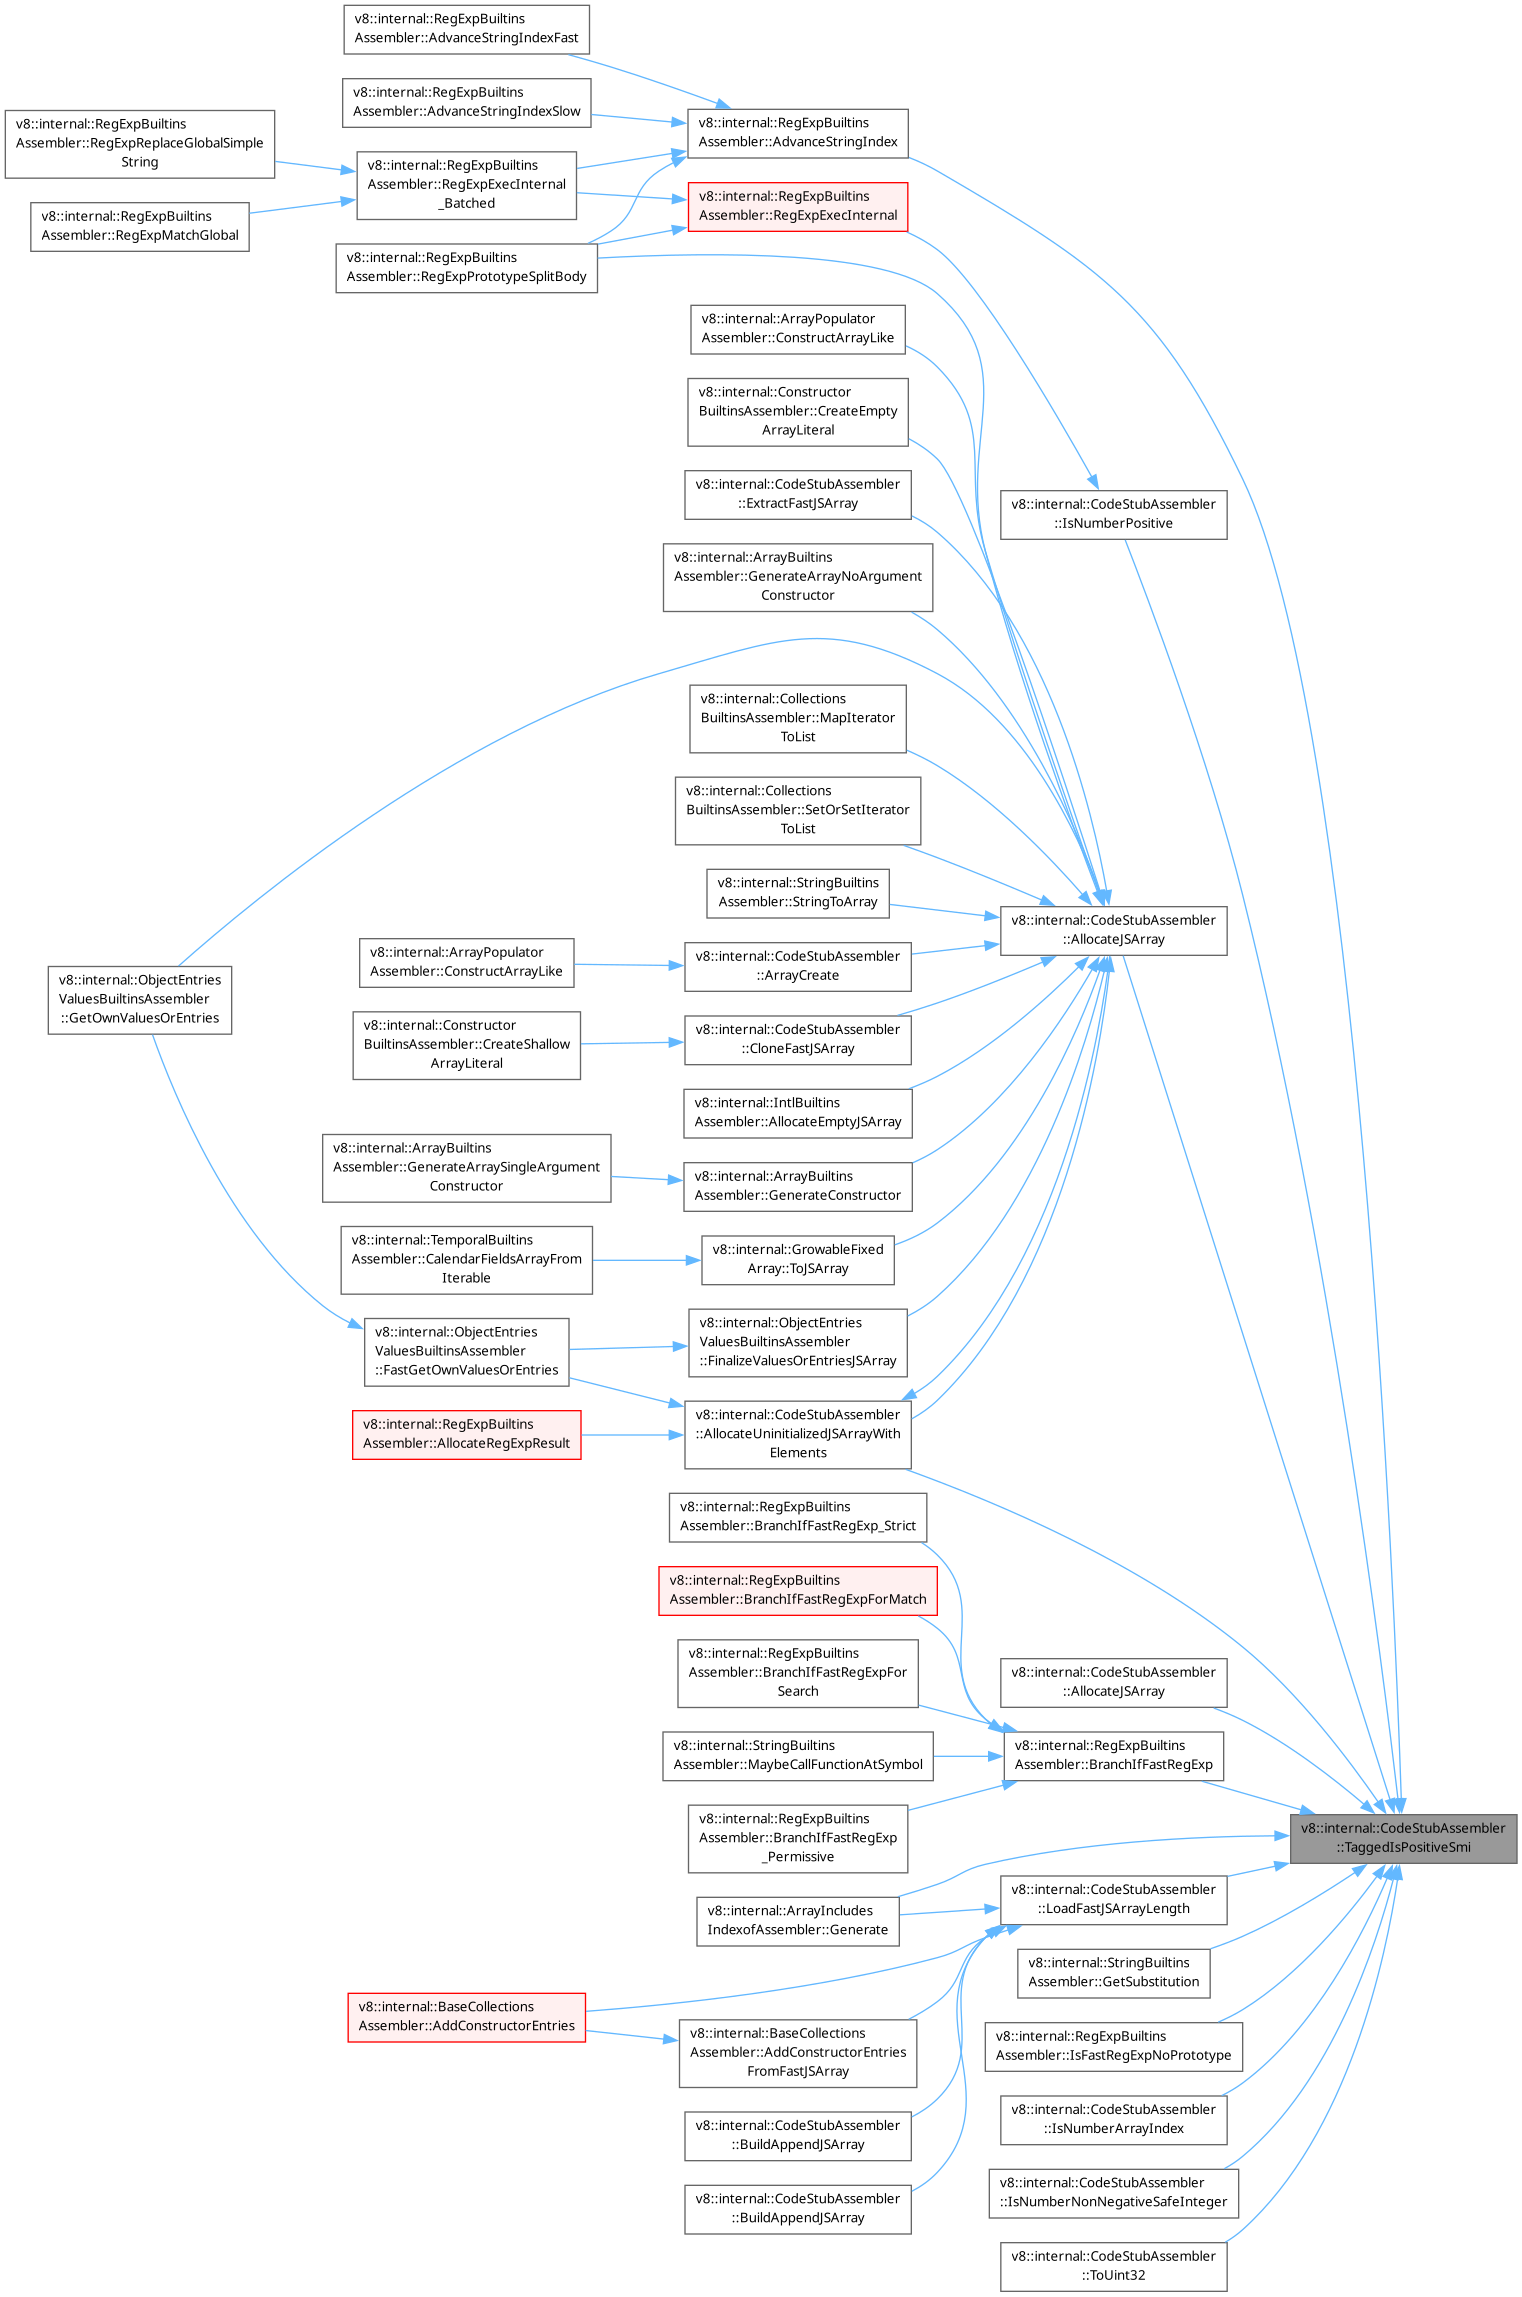 v8::internal::RegExpBuiltins
Assembler::AdvanceStringIndexFast
v8::internal::RegExpBuiltins
Assembler::AdvanceStringIndexSlow
v8::internal::RegExpBuiltins
Assembler::RegExpReplaceGlobalSimple
String
v8::internal::RegExpBuiltins
Assembler::AdvanceStringIndex
v8::internal::RegExpBuiltins
Assembler::RegExpExecInternal
_Batched
v8::internal::RegExpBuiltins
Assembler::RegExpExecInternal
v8::internal::RegExpBuiltins
Assembler::RegExpMatchGlobal
v8::internal::RegExpBuiltins
Assembler::RegExpPrototypeSplitBody
v8::internal::ArrayPopulator
Assembler::ConstructArrayLike
v8::internal::Constructor
BuiltinsAssembler::CreateEmpty
ArrayLiteral
v8::internal::CodeStubAssembler
::ExtractFastJSArray
v8::internal::CodeStubAssembler
::IsNumberPositive
v8::internal::ArrayBuiltins
Assembler::GenerateArrayNoArgument
Constructor
v8::internal::Collections
BuiltinsAssembler::MapIterator
ToList
v8::internal::Collections
BuiltinsAssembler::SetOrSetIterator
ToList
v8::internal::StringBuiltins
Assembler::StringToArray
v8::internal::CodeStubAssembler
::AllocateJSArray
v8::internal::ArrayPopulator
Assembler::ConstructArrayLike
v8::internal::CodeStubAssembler
::ArrayCreate
v8::internal::ObjectEntries
ValuesBuiltinsAssembler
::GetOwnValuesOrEntries
v8::internal::Constructor
BuiltinsAssembler::CreateShallow
ArrayLiteral
v8::internal::CodeStubAssembler
::CloneFastJSArray
v8::internal::IntlBuiltins
Assembler::AllocateEmptyJSArray
v8::internal::ArrayBuiltins
Assembler::GenerateArraySingleArgument
Constructor
v8::internal::ArrayBuiltins
Assembler::GenerateConstructor
v8::internal::TemporalBuiltins
Assembler::CalendarFieldsArrayFrom
Iterable
v8::internal::GrowableFixed
Array::ToJSArray
v8::internal::ObjectEntries
ValuesBuiltinsAssembler
::FastGetOwnValuesOrEntries
v8::internal::ObjectEntries
ValuesBuiltinsAssembler
::FinalizeValuesOrEntriesJSArray
v8::internal::RegExpBuiltins
Assembler::AllocateRegExpResult
v8::internal::CodeStubAssembler
::AllocateUninitializedJSArrayWith
Elements
v8::internal::RegExpBuiltins
Assembler::BranchIfFastRegExp_Strict
v8::internal::RegExpBuiltins
Assembler::BranchIfFastRegExpForMatch
v8::internal::RegExpBuiltins
Assembler::BranchIfFastRegExpFor
Search
v8::internal::CodeStubAssembler
::AllocateJSArray
v8::internal::StringBuiltins
Assembler::MaybeCallFunctionAtSymbol
v8::internal::RegExpBuiltins
Assembler::BranchIfFastRegExp
v8::internal::RegExpBuiltins
Assembler::BranchIfFastRegExp
_Permissive
v8::internal::CodeStubAssembler
::TaggedIsPositiveSmi
v8::internal::ArrayIncludes
IndexofAssembler::Generate
v8::internal::CodeStubAssembler
::LoadFastJSArrayLength
v8::internal::StringBuiltins
Assembler::GetSubstitution
v8::internal::BaseCollections
Assembler::AddConstructorEntries
v8::internal::BaseCollections
Assembler::AddConstructorEntries
FromFastJSArray
v8::internal::RegExpBuiltins
Assembler::IsFastRegExpNoPrototype
v8::internal::CodeStubAssembler
::BuildAppendJSArray
v8::internal::CodeStubAssembler
::IsNumberArrayIndex
v8::internal::CodeStubAssembler
::BuildAppendJSArray
v8::internal::CodeStubAssembler
::IsNumberNonNegativeSafeInteger
v8::internal::CodeStubAssembler
::ToUint32